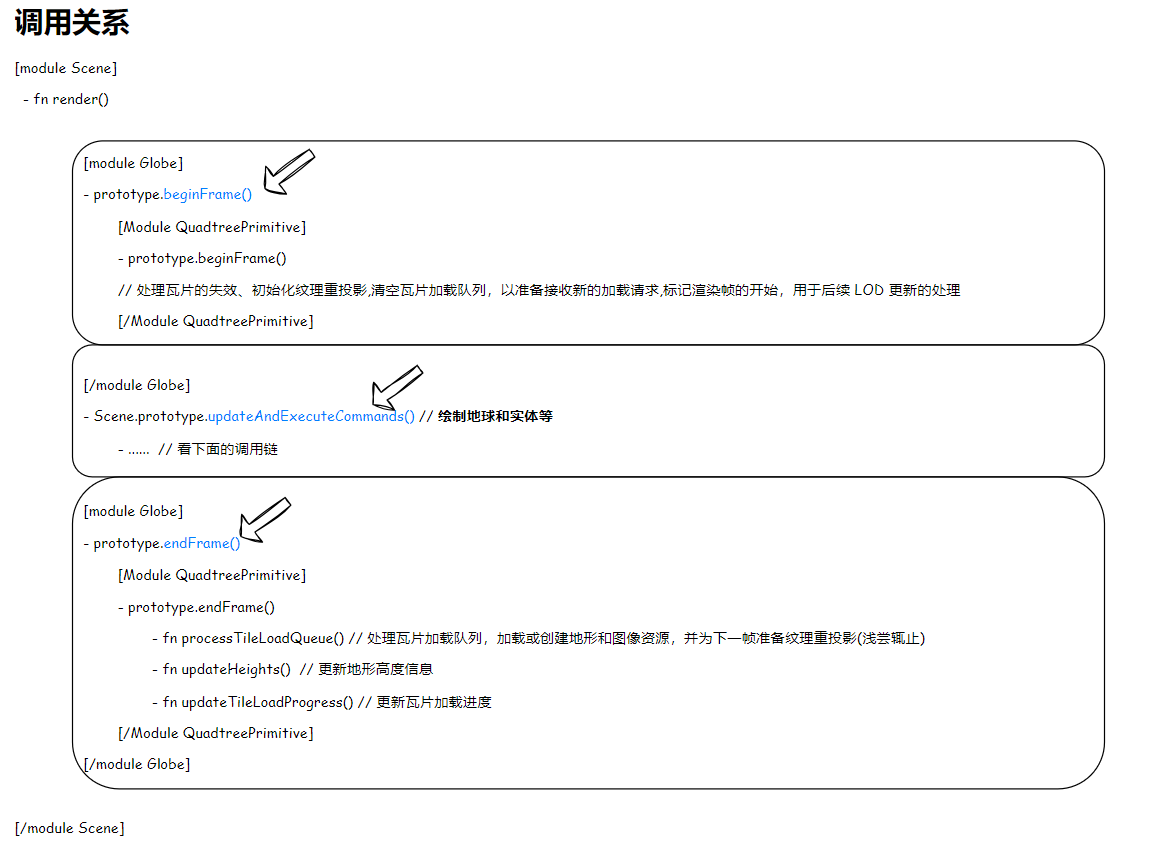 调用关系
[module Scene]
- fn render()
[module Globe]
- prototype.beginFrame()
[Module QuadtreePrimitive]
- prototype.beginFrame()
// 处理瓦片的失效、初始化纹理重投影,清空瓦片加载队列，以准备接收新的加载请求,标记渲染帧的开始，用于后续 LOD 更新的处理
[/Module QuadtreePrimitive]
[/module Globe]
- Scene.prototype.updateAndExecuteCommands() // 绘制地球和实体等
- ...... // 看下面的调用链
[module Globe]
- prototype.endFrame()
[Module QuadtreePrimitive]
- prototype.endFrame()
- fn processTileLoadQueue() // 处理瓦片加载队列，加载或创建地形和图像资源，并为下一帧准备纹理重投影(浅尝辄止)
- fn updateHeights() // 更新地形高度信息
- fn updateTileLoadProgress() // 更新瓦片加载进度
[/Module QuadtreePrimitive]
[/module Globe]
[/module Scene]